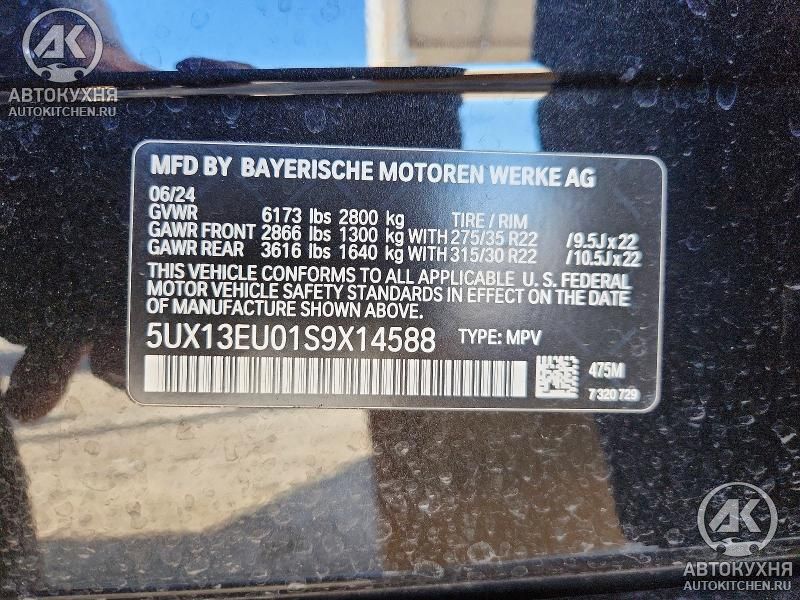 AK
АВТОКУХНЯ
AUTOKITCHEN.RU
MFD BY BAYERISCHE MOTOREN WERKE AG
06/24
GVWR 6173 lbs 2800 kg TIRE / RIM
GAWR FRONT 2866 lbs 1300 kg WITH 275/35 R22 /9.5Jx22
GAWR REAR 3616 lbs 1640 kg WITH 315/30 R22 /10.5Jx22
THIS VEHICLE CONFORMS TO ALL APPLICABLE U. S. FEDERAL
MOTOR VEHICLE SAFETY STANDARDS IN EFFECT ON THE DATE
OF MANUFACTURE SHOWN ABOVE.
5UX13EU01S9X14588 TYPE: MPV
475M
7320729
AK
АВТОКУХНЯ
AUTOKITCHEN.RU